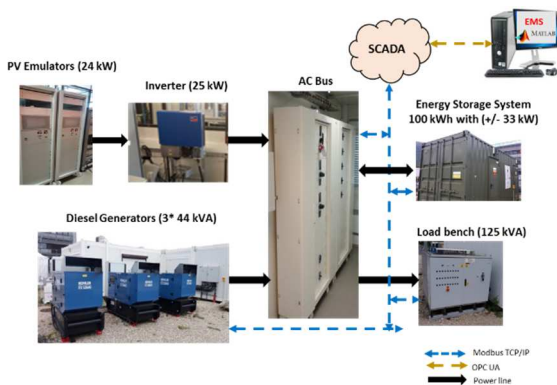 EMS
MATLAB
SCADA
PV Emulators (24 kW)
Inverter (25 kW)
AC Bus
Energy Storage System
100 kWh with (+/- 33 kW)
Diesel Generators (3* 44 kVA)
Load bench (125 kVA)
Modbus TCP/IP
OPC UA
Power line